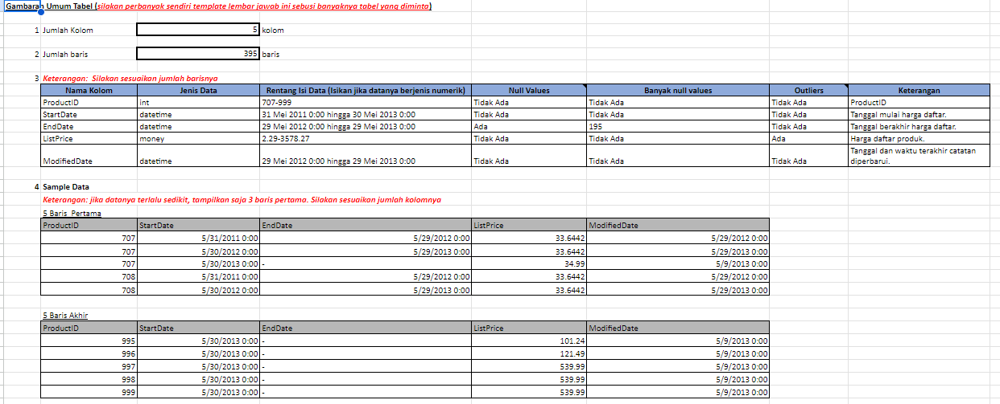 Gambaran Umum Tabel (silakan perbanyak sendiri template lembar jawab ini sebusi banyaknya tabel yang diminta)
1 Jumlah Kolom 5 kolom
2 Jumlah baris 395 baris
3 Keterangan: Silakan sesuaikan jumlah barisnya
Nama Kolom Jenis Data Rentang Isi Data (Isikan jika datanya berjenis numerik) Null Values Banyak null values Outliers Keterangan
ProductID int 707-999 Tidak Ada Tidak Ada Tidak Ada ProductID
StartDate datetime 31 Mei 2011 0:00 hingga 30 Mei 2013 0:00 Tidak Ada Tidak Ada Tidak Ada Tanggal mulai harga daftar.
EndDate datetime 29 Mei 2012 0:00 hingga 29 Mei 2013 0:00 Ada 195 Tidak Ada Tanggal berakhir harga daftar.
ListPrice money 2.29-3578.27 Tidak Ada Tidak Ada Ada Harga daftar produk.
Tanggal dan waktu terakhir catatan
ModifiedDate datetime 29 Mei 2012 0:00 hingga 29 Mei 2013 0:00 Tidak Ada Tidak Ada Tidak Ada diperbarui.
4 Sample Data
Keterangan: jika datanya terlalu sedikit, tampilkan saja 3 baris pertama. Silakan sesuaikan jumlah kolomnya
5 Baris Pertama
ProductID StartDate EndDate ListPrice ModifiedDate
707 5/31/2011 0:00 5/29/2012 0:00 33.6442 5/29/2012 0:00
707 5/30/2012 0:00 5/29/2013 0:00 33.6442 5/29/2013 0:00
707 5/30/2013 0:00 - 34.99 5/9/2013 0:00
708 5/31/2011 0:00 5/29/2012 0:00 33.6442 5/29/2012 0:00
708 5/30/2012 0:00 5/29/2013 0:00 33.6442 5/29/2013 0:00
5 Baris Akhir
ProductID StartDate EndDate ListPrice ModifiedDate
995 5/30/2013 0:00 - 101.24 5/9/2013 0:00
996 5/30/2013 0:00 - 121.49 5/9/2013 0:00
997 5/30/2013 0:00 - 539.99 5/9/2013 0:00
998 5/30/2013 0:00 - 539.99 5/9/2013 0:00
999 5/30/2013 0:00 - 539.99 5/9/2013 0:00